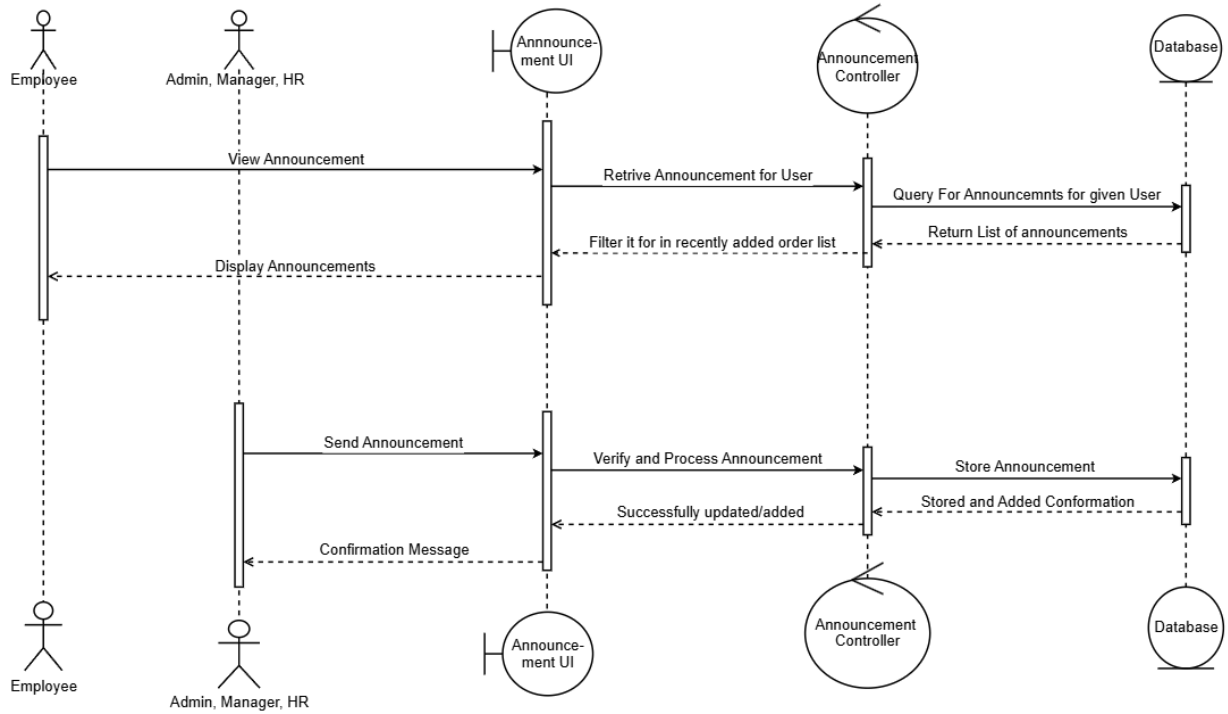 Employee
Admin, Manager, HR
Annnounce-
ment UI
Announcement
Controller
Database
View Announcement
Retrive Announcement for User
Query For Announcemnts for given User
Return List of announcements
Filter it for in recently added order list
Display Announcements
Send Announcement
Verify and Process Announcement
Store Announcement
Stored and Added Conformation
Successfully updated/added
Confirmation Message
Employee
Admin, Manager, HR
Announce-
ment UI
Announcement
Controller
Database